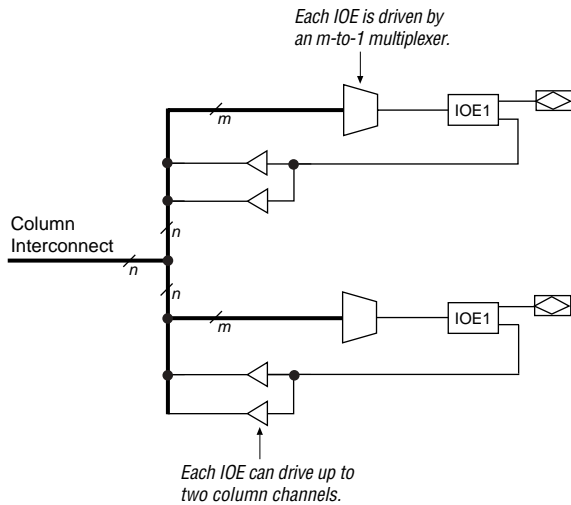 Each IOE is driven by
an m-to-1 multiplexer.
m
IOE1
n
Column
Interconnect
n
n
m
IOE1
Each IOE can drive up to
two column channels.